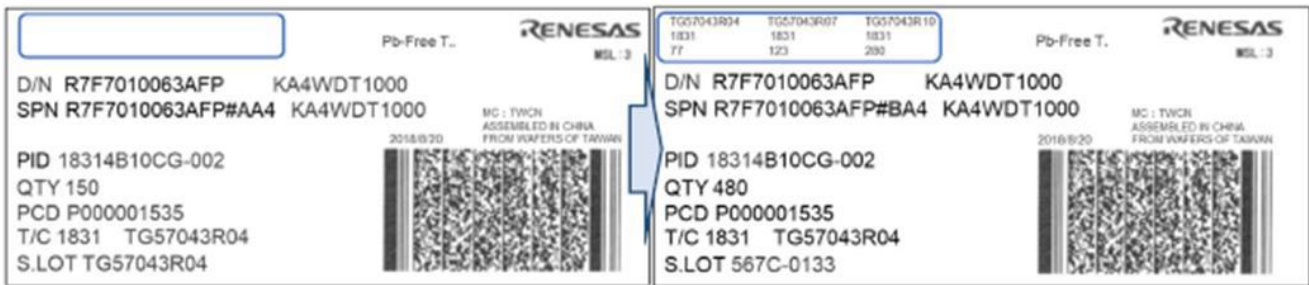 RENESAS
Pb-Free T..
MSL : 3
D/N R7F7010063AFP KA4WDT1000
SPN R7F7010063AFP#AA4 KA4WDT1000
MC : TWCN
ASSEMBLED IN CHINA
2018/8/20 FROM WAFERS OF TAIWAN
PID 18314B10CG-002
QTY 150
PCD P000001535
T/C 1831 TG57043R04
S.LOT TG57043R04
TG57043R04 TG57043R07 TG57043R10
1831 1831 1831
77 123 280
RENESAS
Pb-Free T.
MSL : 3
D/N R7F7010063AFP KA4WDT1000
SPN R7F7010063AFP#BA4 KA4WDT1000
MC : TWCN
ASSEMBLED IN CHINA
2018/8/20 FROM WAFERS OF TAIWAN
PID 18314B10CG-002
QTY 480
PCD P000001535
T/C 1831 TG57043R04
S.LOT 567C-0133